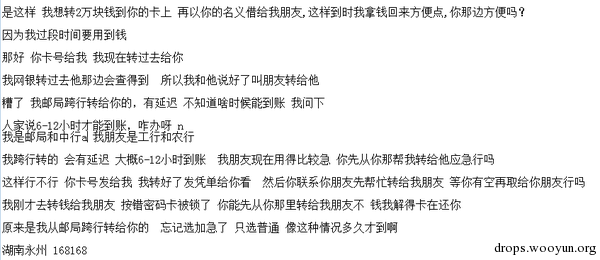 是这样 我想转2万块钱到你的卡上 再以你的名义借给我朋友,这样到时我拿钱回来方便点,你那边方便吗?
因为我过段时间要用到钱
那好 你卡号给我 我现在转过去给你
我网银转过去他那边会查得到 所以我和他说好了叫朋友转给他
糟了 我邮局跨行转给你的，有延迟 不知道啥时候能到账 我问下
人家说6-12小时才能到账，咋办呀 n
我是邮局和中行a 我朋友是工行和农行
我跨行转的 会有延迟 大概6-12小时到账 我朋友现在用得比较急 你先从你那帮我转给他应急行吗
这样行不行 你卡号发给我 我转好了发凭单给你看 然后你联系你朋友先帮忙转给我朋友 等你有空再取给你朋友行吗
我刚才去转钱给我朋友 按错密码卡被锁了 你能先从你那里转给我朋友不 钱我解得卡在还你
原来是我从邮局跨行转给你的 忘记选加急了 只选普通 像这种情况多久才到啊
湖南永州 168168
drops.wooyun.org